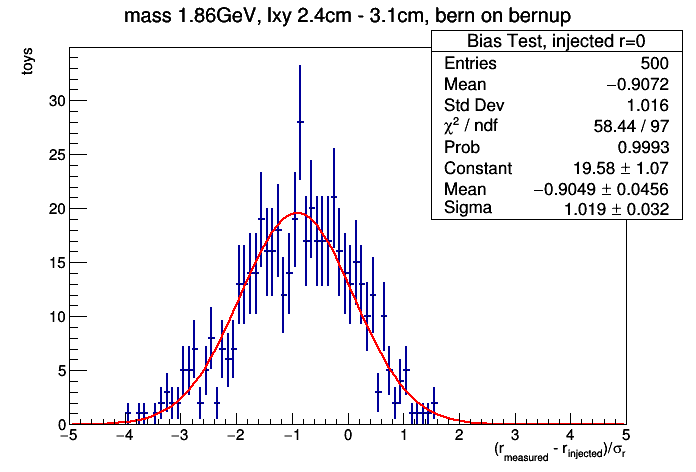 mass 1.86GeV, lxy 2.4cm - 3.1cm, bern on bernup
Bias Test, injected r=0
Entries 500
Mean −0.9072
Std Dev 1.016
χ² / ndf 58.44 / 97
Prob 0.9993
Constant 19.58 ± 1.07
Mean −0.9049 ± 0.0456
Sigma 1.019 ± 0.032
toys
30
25
20
15
10
5
0
−5 −4 −3 −2 −1 0 1 2 3 4 5
(r_measured - r_injected)/σ_r